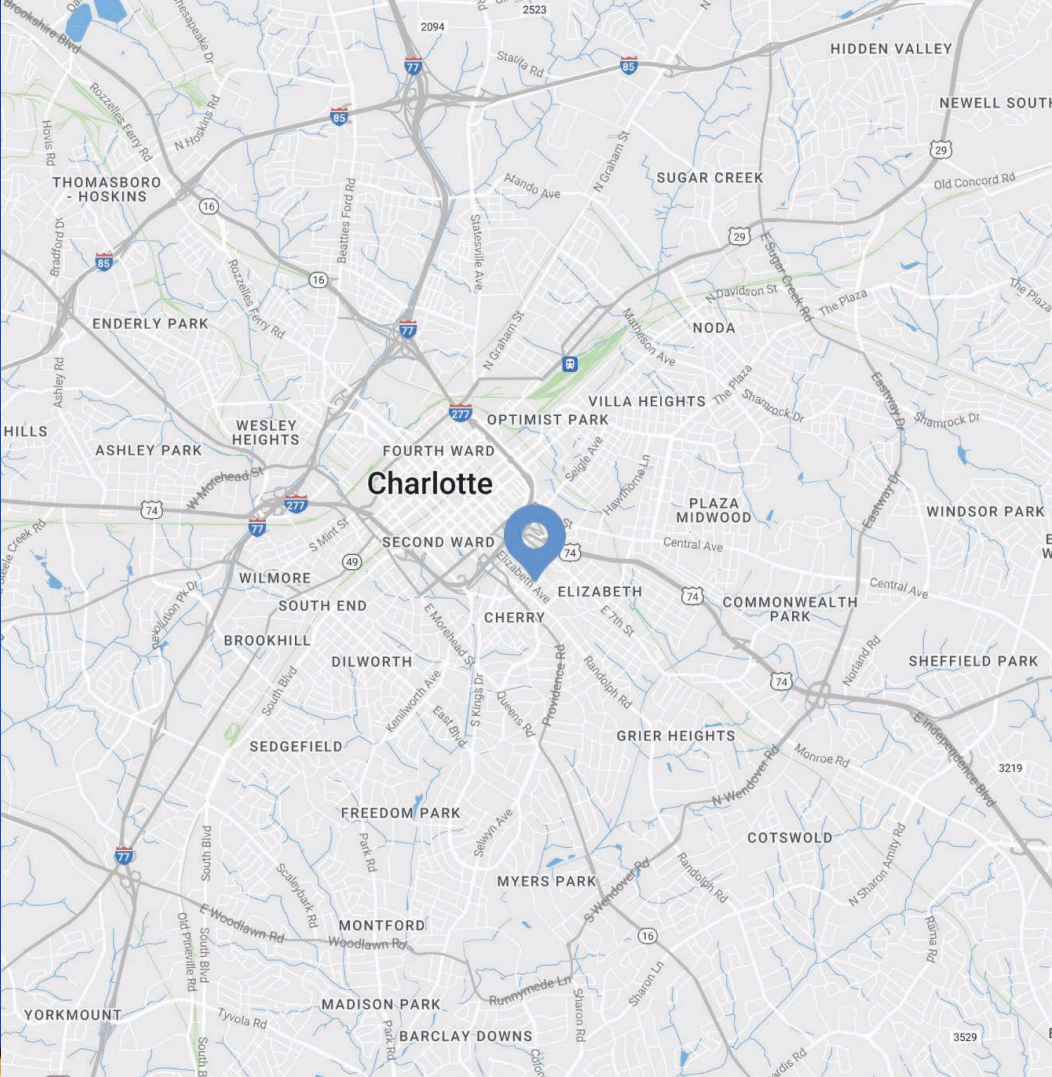 2523
2094
Brookshire Blvd
HIDDEN VALLEY
77
Starita Rd
85
85
Rozzelles Ferry Rd
N Hoskins Rd
NEWELL SOUTH
Hovis Rd
N Graham St
29
THOMASBORO
- HOSKINS
SUGAR CREEK
Atando Ave
Old Concord Rd
16
Beatties Ford Rd
Statesville Ave
Bradford Dr
29
E Sugar Creek Rd
85
16
Rozzelles Ferry Rd
N Davidson St
The Plaza
The Plaza
ENDERLY PARK
77
N Graham St
Matheson Ave
NODA
Ashley Rd
The Plaza
Eastway Dr
277
VILLA HEIGHTS
Shamrock Dr
OPTIMIST PARK
Shamrock Dr
HILLS
WESLEY
HEIGHTS
ASHLEY PARK
FOURTH WARD
Seigle Ave
Charlotte
W Morehead St
Hawthorne Ln
Eastway Dr
74
277
PLAZA
MIDWOOD
WINDSOR PARK
77
S Mint St
St
SECOND WARD
74
Central Ave
Steele Creek Rd
49
Elizabeth Ave
WILMORE
ELIZABETH
Central Ave
74
COMMONWEALTH
PARK
SOUTH END
CHERRY
E 7th St
Revolution Pk Dr
BROOKHILL
E Morehead St
DILWORTH
Norland Rd
SHEFFIELD PARK
South Blvd
Kenilworth Ave
S Kings Dr
Queens Rd
Providence Rd
Randolph Rd
74
East Blvd
SEDGEFIELD
GRIER HEIGHTS
E Independence Blvd
Monroe Rd
3219
N Wendover Rd
FREEDOM PARK
Selwyn Ave
COTSWOLD
South Blvd
Park Rd
77
Scaleybark Rd
MYERS PARK
Randolph Rd
N Sharon Amity Rd
S Wendover Rd
E Woodlawn Rd
MONTFORD
Woodlawn Rd
16
Old Pineville Rd
South Blvd
Rama Rd
Runnymede Ln
Sharon Ln
MADISON PARK
Sharon Rd
YORKMOUNT
Tyvola Rd
Park Rd
BARCLAY DOWNS
3529
South B
Colon
ardis Rd